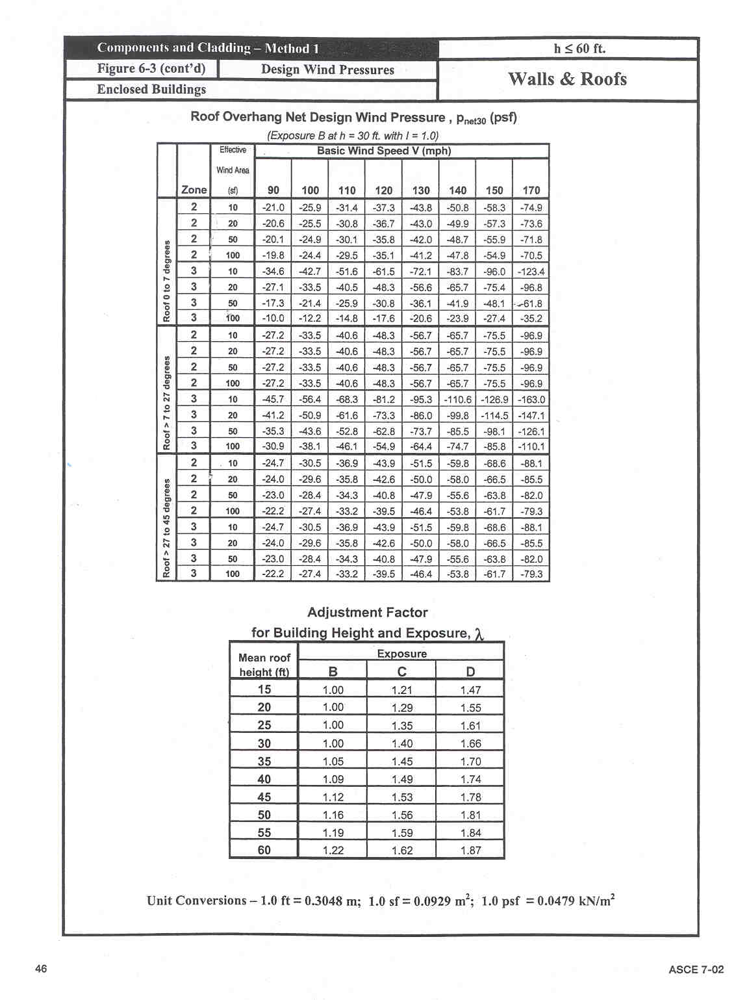 Components and Cladding – Method 1
h ≤ 60 ft.
Figure 6-3 (cont'd) Design Wind Pressures
Walls & Roofs
Enclosed Buildings
Roof Overhang Net Design Wind Pressure , pnet30 (psf)
(Exposure B at h = 30 ft. with I = 1.0)
Zone Effective Wind Area (sf) Basic Wind Speed V (mph)
90 100 110 120 130 140 150 170
Roof 0 to 7 degrees
2 10 -21.0 -25.9 -31.4 -37.3 -43.8 -50.8 -58.3 -74.9
2 20 -20.6 -25.5 -30.8 -36.7 -43.0 -49.9 -57.3 -73.6
2 50 -20.1 -24.9 -30.1 -35.8 -42.0 -48.7 -55.9 -71.8
2 100 -19.8 -24.4 -29.5 -35.1 -41.2 -47.8 -54.9 -70.5
3 10 -34.6 -42.7 -51.6 -61.5 -72.1 -83.7 -96.0 -123.4
3 20 -27.1 -33.5 -40.5 -48.3 -56.6 -65.7 -75.4 -96.8
3 50 -17.3 -21.4 -25.9 -30.8 -36.1 -41.9 -48.1 -61.8
3 100 -10.0 -12.2 -14.8 -17.6 -20.6 -23.9 -27.4 -35.2
Roof > 7 to 27 degrees
2 10 -27.2 -33.5 -40.6 -48.3 -56.7 -65.7 -75.5 -96.9
2 20 -27.2 -33.5 -40.6 -48.3 -56.7 -65.7 -75.5 -96.9
2 50 -27.2 -33.5 -40.6 -48.3 -56.7 -65.7 -75.5 -96.9
2 100 -27.2 -33.5 -40.6 -48.3 -56.7 -65.7 -75.5 -96.9
3 10 -45.7 -56.4 -68.3 -81.2 -95.3 -110.6 -126.9 -163.0
3 20 -41.2 -50.9 -61.6 -73.3 -86.0 -99.8 -114.5 -147.1
3 50 -35.3 -43.6 -52.8 -62.8 -73.7 -85.5 -98.1 -126.1
3 100 -30.9 -38.1 -46.1 -54.9 -64.4 -74.7 -85.8 -110.1
Roof > 27 to 45 degrees
2 10 -24.7 -30.5 -36.9 -43.9 -51.5 -59.8 -68.6 -88.1
2 20 -24.0 -29.6 -35.8 -42.6 -50.0 -58.0 -66.5 -85.5
2 50 -23.0 -28.4 -34.3 -40.8 -47.9 -55.6 -63.8 -82.0
2 100 -22.2 -27.4 -33.2 -39.5 -46.4 -53.8 -61.7 -79.3
3 10 -24.7 -30.5 -36.9 -43.9 -51.5 -59.8 -68.6 -88.1
3 20 -24.0 -29.6 -35.8 -42.6 -50.0 -58.0 -66.5 -85.5
3 50 -23.0 -28.4 -34.3 -40.8 -47.9 -55.6 -63.8 -82.0
3 100 -22.2 -27.4 -33.2 -39.5 -46.4 -53.8 -61.7 -79.3
Adjustment Factor
for Building Height and Exposure, λ
Mean roof height (ft) Exposure
B C D
15 1.00 1.21 1.47
20 1.00 1.29 1.55
25 1.00 1.35 1.61
30 1.00 1.40 1.66
35 1.05 1.45 1.70
40 1.09 1.49 1.74
45 1.12 1.53 1.78
50 1.16 1.56 1.81
55 1.19 1.59 1.84
60 1.22 1.62 1.87
Unit Conversions – 1.0 ft = 0.3048 m; 1.0 sf = 0.0929 m²; 1.0 psf = 0.0479 kN/m²
46
ASCE 7-02